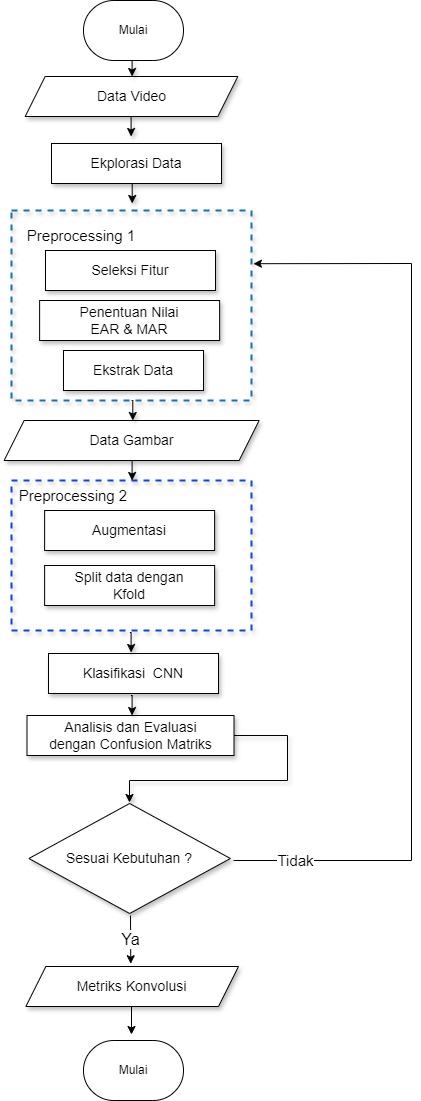 Mulai
Data Video
Ekplorasi Data
Preprocessing 1
Seleksi Fitur
Penentuan Nilai
EAR & MAR
Ekstrak Data
Data Gambar
Preprocessing 2
Augmentasi
Split data dengan
Kfold
Klasifikasi CNN
Analisis dan Evaluasi
dengan Confusion Matriks
Sesuai Kebutuhan ?
Tidak
Ya
Metriks Konvolusi
Mulai